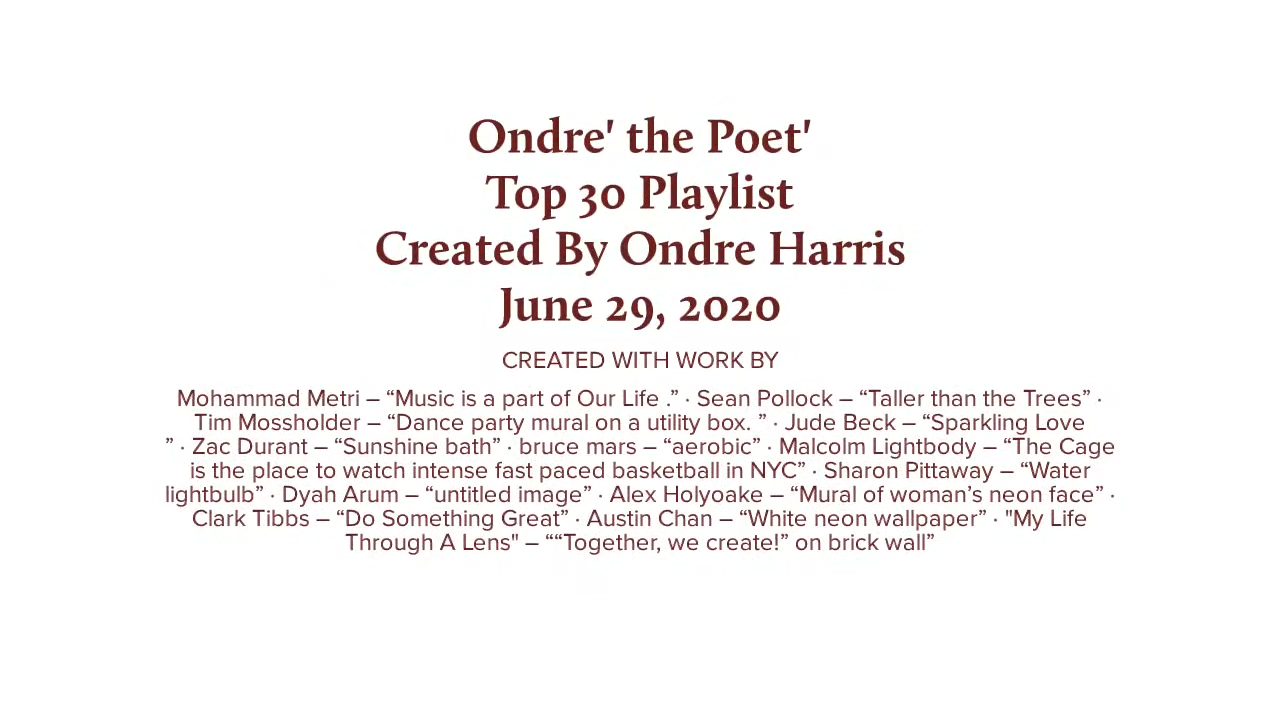 Ondre' the Poet'
Top 30 Playlist
Created By Ondre Harris
June 29, 2020
CREATED WITH WORK BY
Mohammad Metri – “Music is a part of Our Life .” · Sean Pollock – “Taller than the Trees” ·
Tim Mossholder – “Dance party mural on a utility box. ” · Jude Beck – “Sparkling Love
” · Zac Durant – “Sunshine bath” · bruce mars – “aerobic” · Malcolm Lightbody – “The Cage
is the place to watch intense fast paced basketball in NYC” · Sharon Pittaway – “Water
lightbulb” · Dyah Arum – “untitled image” · Alex Holyoake – “Mural of woman’s neon face” ·
Clark Tibbs – “Do Something Great” · Austin Chan – “White neon wallpaper” · "My Life
Through A Lens" – ““Together, we create!” on brick wall”